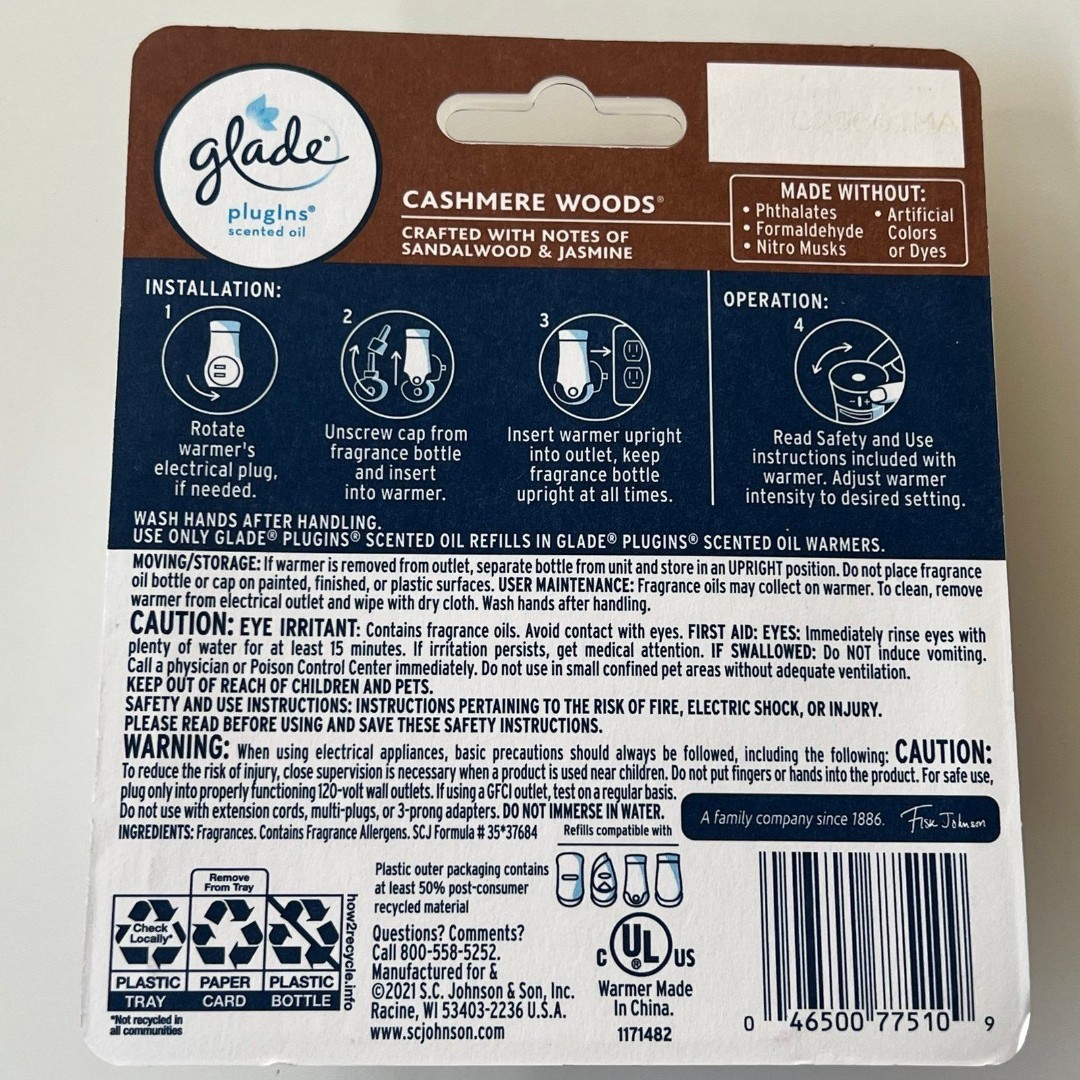 glade®
plugIns®
scented oil
CASHMERE WOODS®
CRAFTED WITH NOTES OF
SANDALWOOD & JASMINE
MADE WITHOUT:
• Phthalates
• Formaldehyde
• Nitro Musks
• Artificial
Colors
or Dyes
INSTALLATION:
1
Rotate
warmer's
electrical plug,
if needed.
2
Unscrew cap from
fragrance bottle
and insert
into warmer.
3
Insert warmer upright
into outlet, keep
fragrance bottle
upright at all times.
OPERATION:
4
Read Safety and Use
instructions included with
warmer. Adjust warmer
intensity to desired setting.
WASH HANDS AFTER HANDLING.
USE ONLY GLADE® PLUGINS® SCENTED OIL REFILLS IN GLADE® PLUGINS® SCENTED OIL WARMERS.
MOVING/STORAGE: If warmer is removed from outlet, separate bottle from unit and store in an UPRIGHT position. Do not place fragrance
oil bottle or cap on painted, finished, or plastic surfaces. USER MAINTENANCE: Fragrance oils may collect on warmer. To clean, remove
warmer from electrical outlet and wipe with dry cloth. Wash hands after handling.
CAUTION: EYE IRRITANT: Contains fragrance oils. Avoid contact with eyes. FIRST AID: EYES: Immediately rinse eyes with
plenty of water for at least 15 minutes. If irritation persists, get medical attention. IF SWALLOWED: Do NOT induce vomiting.
Call a physician or Poison Control Center immediately. Do not use in small confined pet areas without adequate ventilation.
KEEP OUT OF REACH OF CHILDREN AND PETS.
SAFETY AND USE INSTRUCTIONS: INSTRUCTIONS PERTAINING TO THE RISK OF FIRE, ELECTRIC SHOCK, OR INJURY.
PLEASE READ BEFORE USING AND SAVE THESE SAFETY INSTRUCTIONS.
WARNING: When using electrical appliances, basic precautions should always be followed, including the following: CAUTION:
To reduce the risk of injury, close supervision is necessary when a product is used near children. Do not put fingers or hands into the product. For safe use,
plug only into properly functioning 120-volt wall outlets. If using a GFCI outlet, test on a regular basis.
Do not use with extension cords, multi-plugs, or 3-prong adapters. DO NOT IMMERSE IN WATER.
INGREDIENTS: Fragrances. Contains Fragrance Allergens. SCJ Formula # 35*37684
Refills compatible with
A family company since 1886. Fisk Johnson
Remove
From Tray
Check
Locally*
PLASTIC
TRAY
PAPER
CARD
PLASTIC
BOTTLE
how2recycle.info
*Not recycled in
all communities
Plastic outer packaging contains
at least 50% post-consumer
recycled material
Questions? Comments?
Call 800-558-5252.
Manufactured for &
©2021 S.C. Johnson & Son, Inc.
Racine, WI 53403-2236 U.S.A.
www.scjohnson.com
C UL® US
Warmer Made
In China.
1171482
0 46500 77510 9